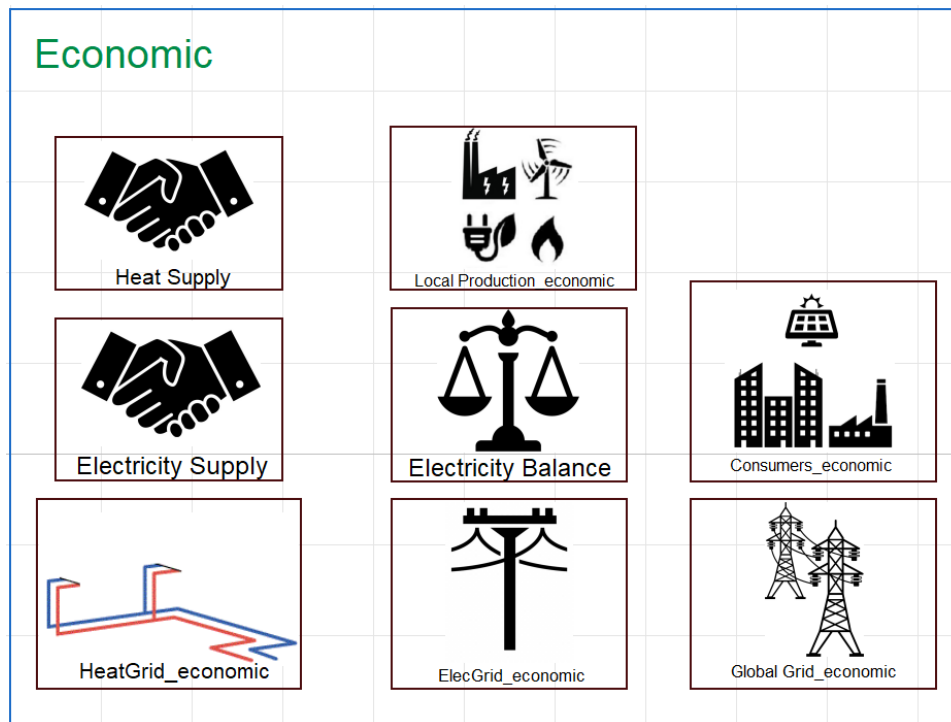 Economic
Heat Supply
Local Production_economic
Electricity Supply
Electricity Balance
Consumers_economic
HeatGrid_economic
ElecGrid_economic
Global Grid_economic